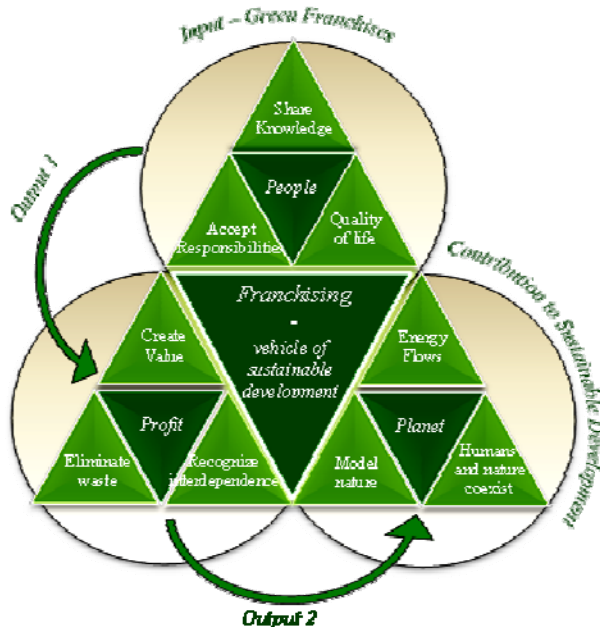 Input – Green Franchises
Share
Knowledge
People
Accept
Responsibilities
Quality
of life
Output 1
Contribution to Sustainable Development
Franchising
-
vehicle of
sustainable
development
Create
Value
Energy
Flows
Profit
Planet
Eliminate
waste
Recognize
interdependence
Model
nature
Humans
and nature
coexist
Output 2